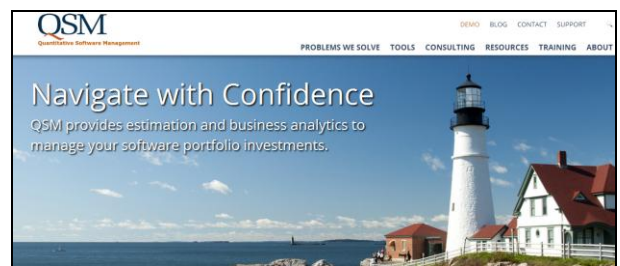 QSM
Quantitative Software Management
DEMO BLOG CONTACT SUPPORT
PROBLEMS WE SOLVE TOOLS CONSULTING RESOURCES TRAINING ABOUT
Navigate with Confidence
QSM provides estimation and business analytics to
manage your software portfolio investments.